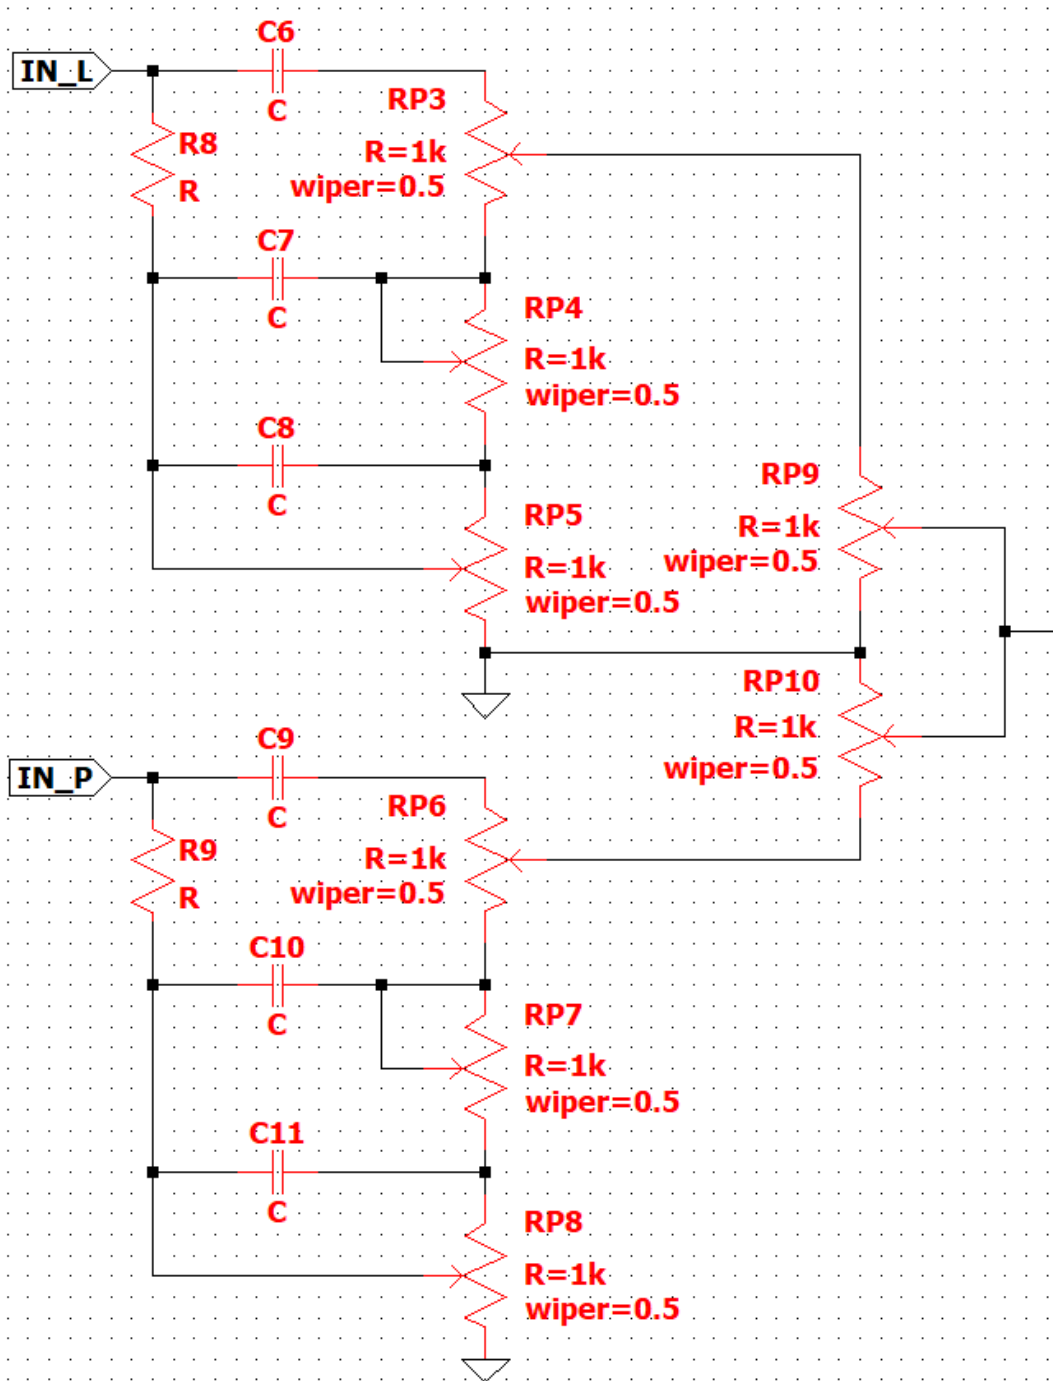 C6
IN_L
C
RP3
R8
R=1k
R
wiper=0.5
C7
C
RP4
R=1k
wiper=0.5
C8
C
RP5
R=1k
wiper=0.5
RP9
R=1k
wiper=0.5
RP10
R=1k
wiper=0.5
C9
IN_P
C
RP6
R9
R=1k
R
wiper=0.5
C10
C
RP7
R=1k
wiper=0.5
C11
C
RP8
R=1k
wiper=0.5